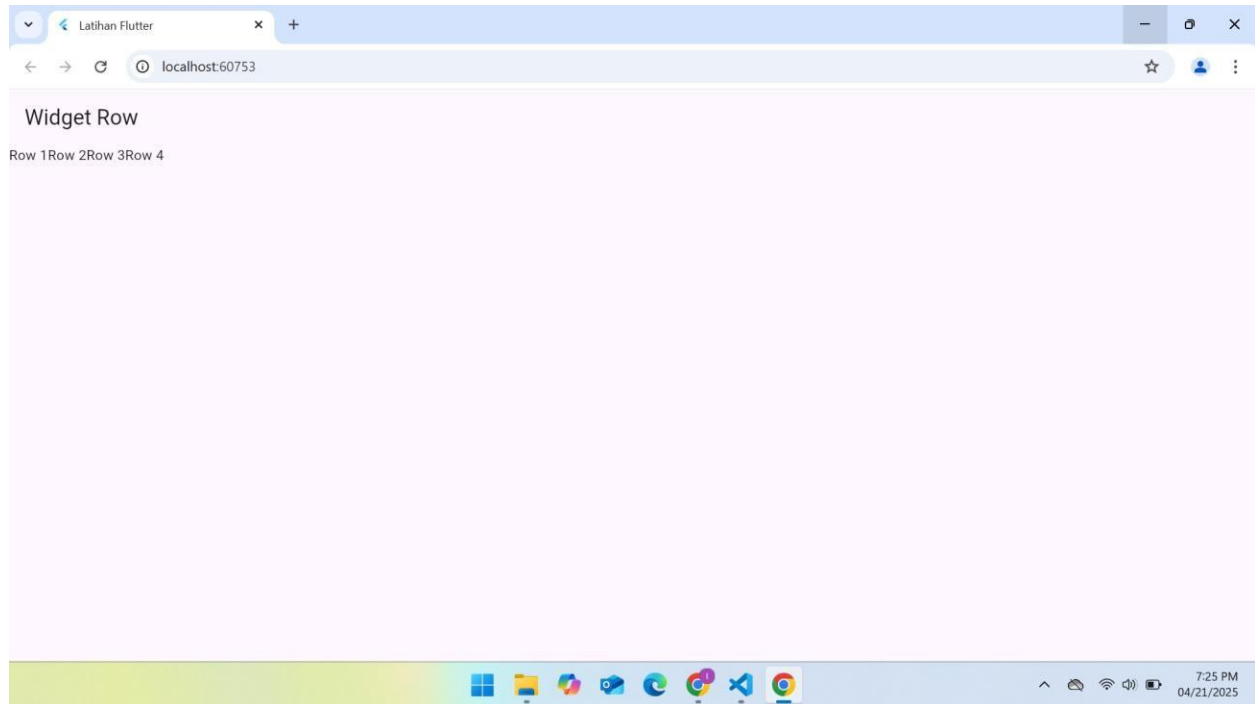 Latihan Flutter
localhost:60753
Widget Row
Row 1Row 2Row 3Row 4
7:25 PM
04/21/2025